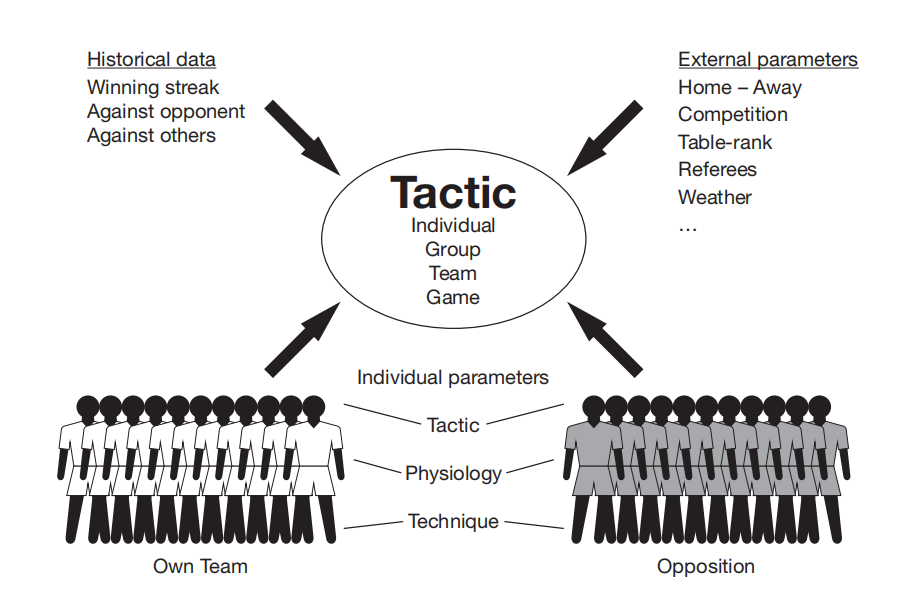 Historical data
Winning streak
Against opponent
Against others
External parameters
Home – Away
Competition
Table-rank
Referees
Weather
…
Tactic
Individual
Group
Team
Game
Individual parameters
Tactic
Physiology
Technique
Own Team
Opposition